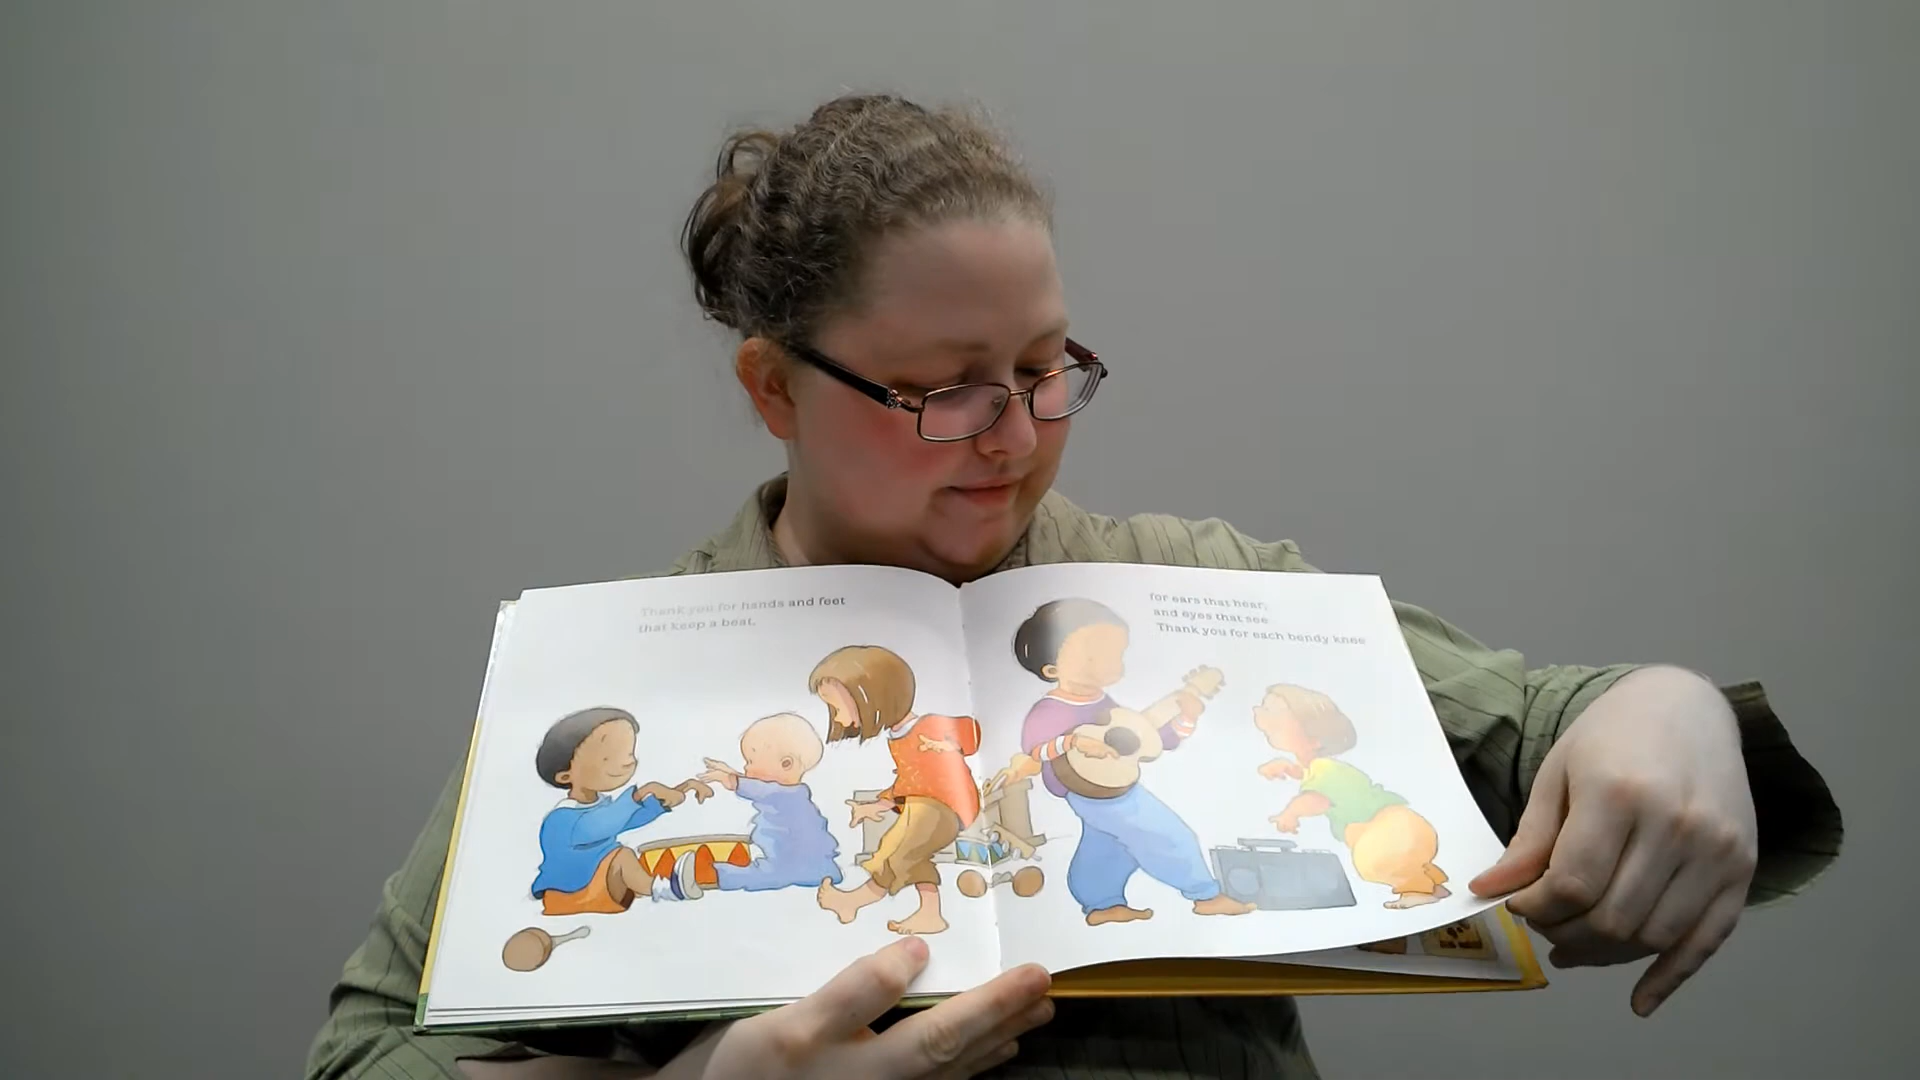 Thank you for hands and feet
that keep a beat,
for ears that hear,
and eyes that see.
Thank you for each bendy knee